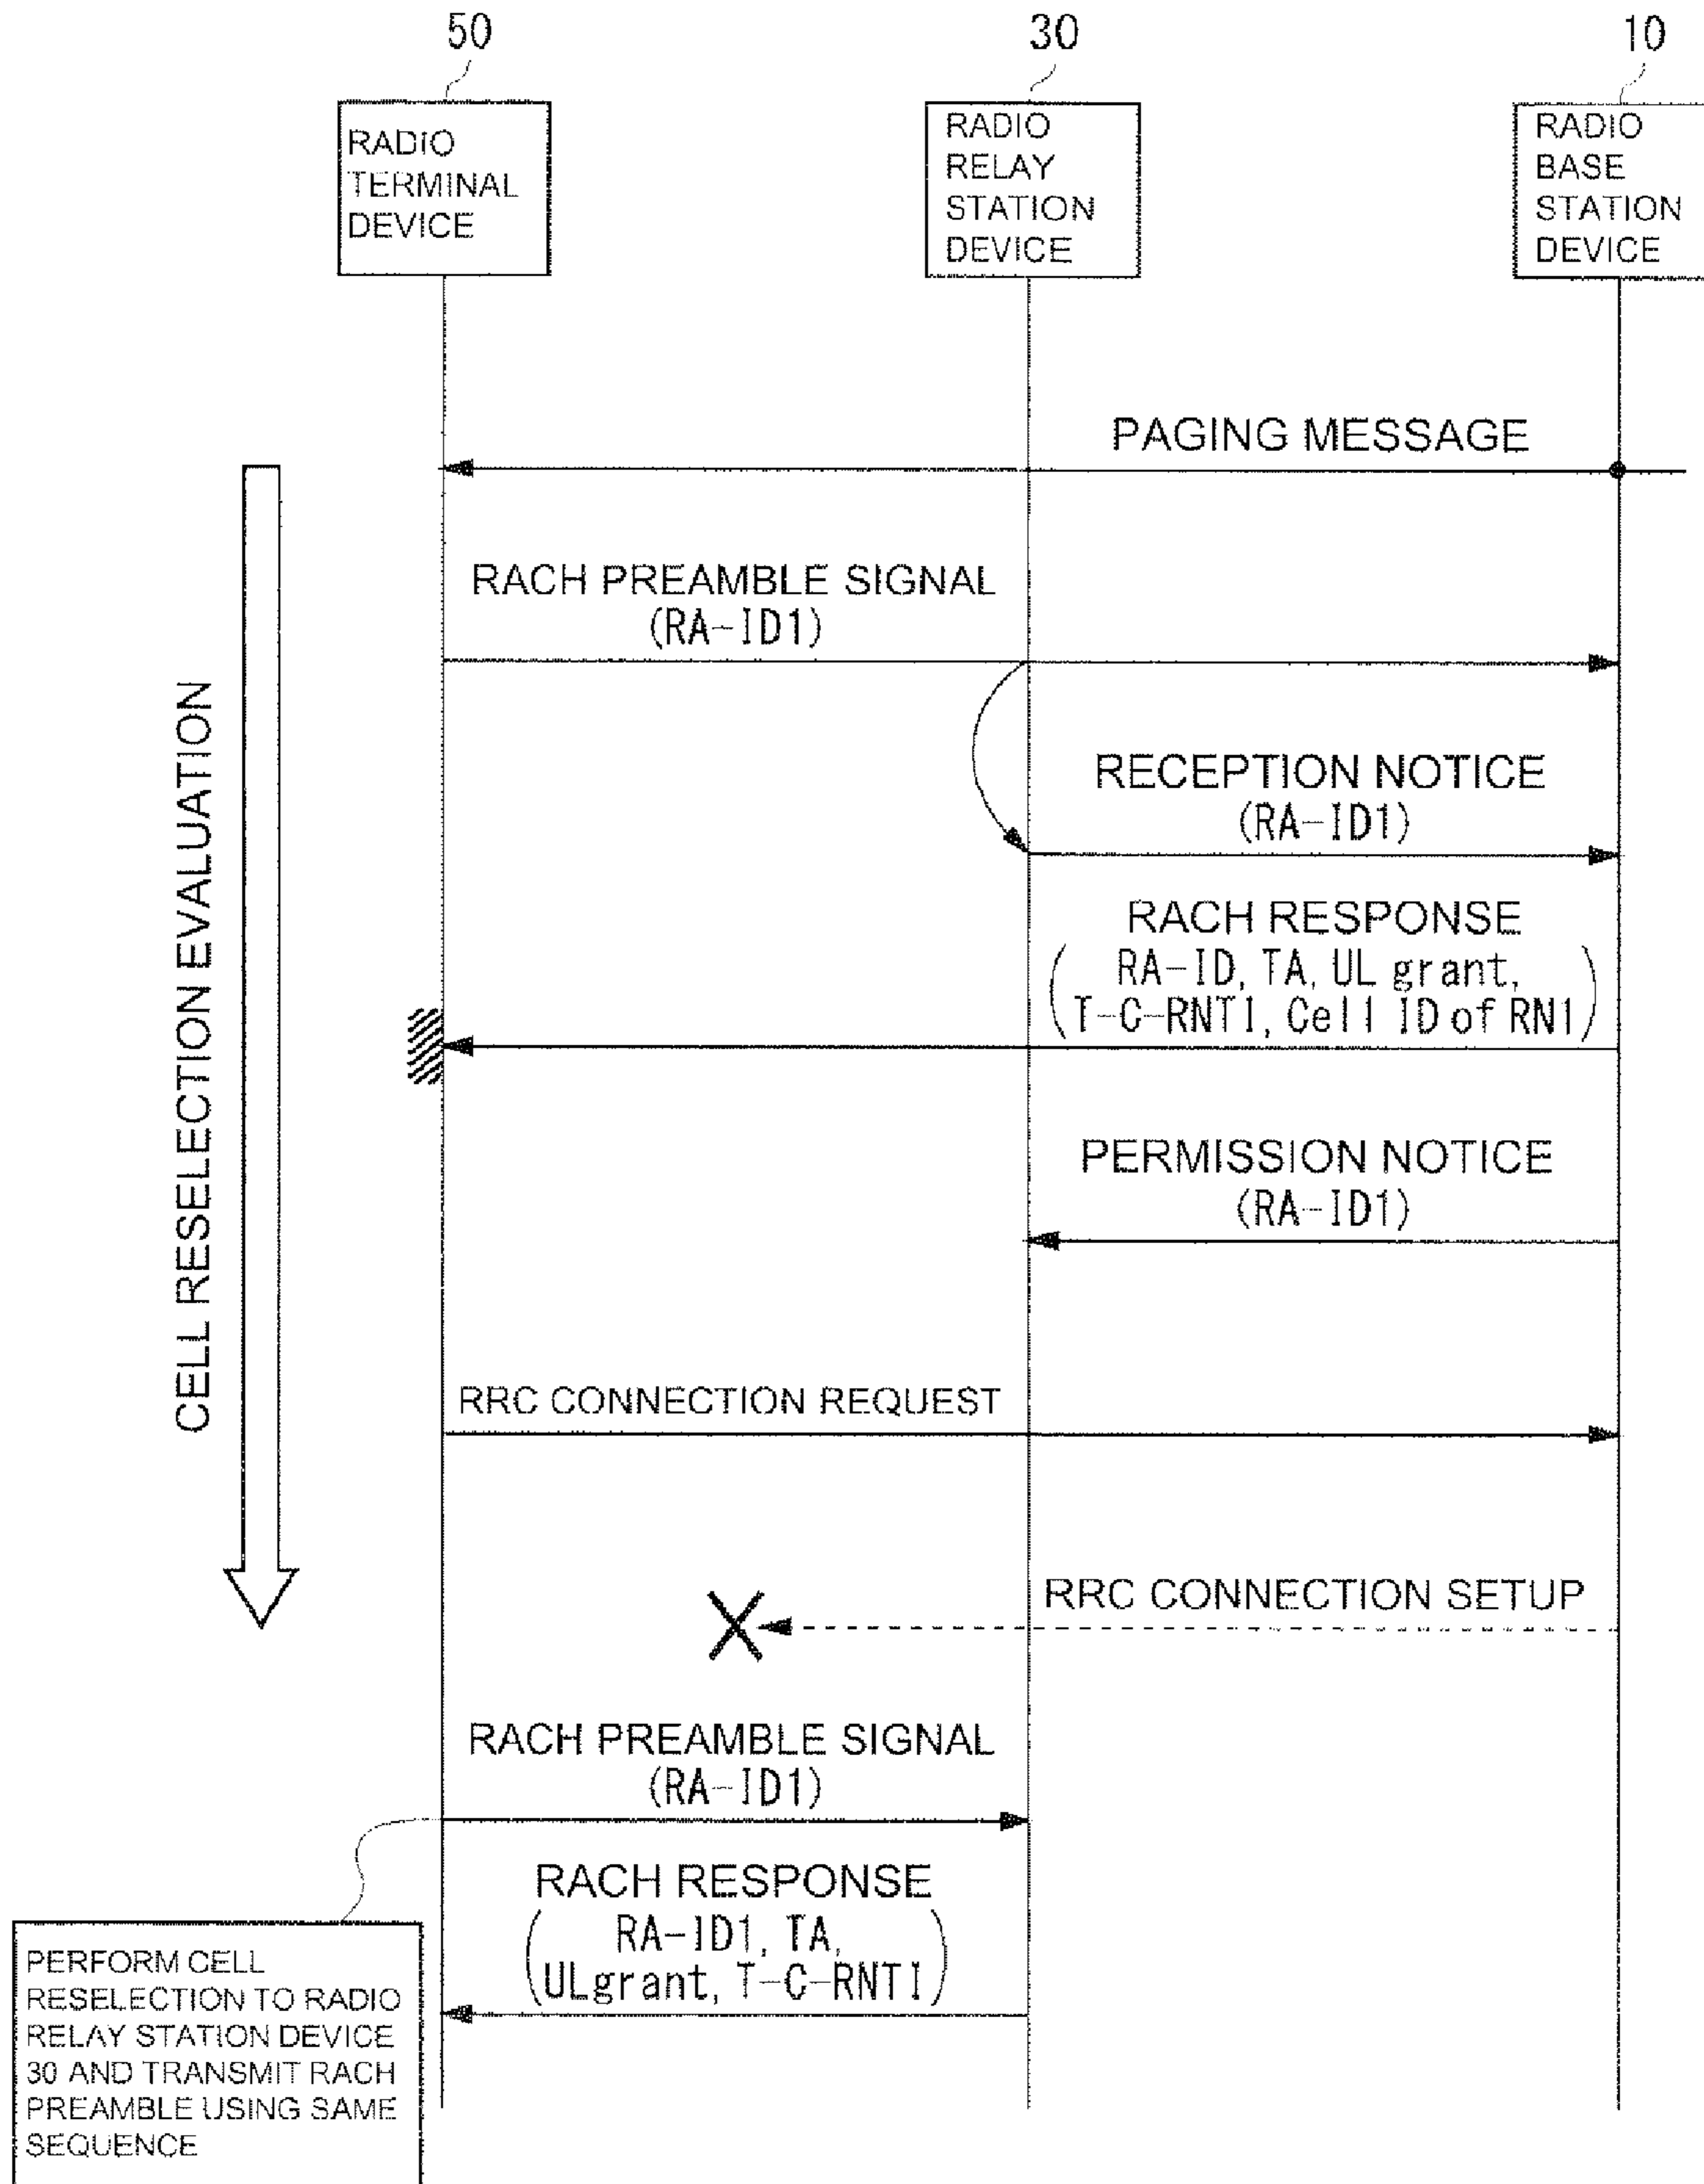 50
30
10
RADIO
TERMINAL
DEVICE
RADIO
RELAY
STATION
DEVICE
RADIO
BASE
STATION
DEVICE
PAGING MESSAGE
RACH PREAMBLE SIGNAL
(RA-ID1)
RECEPTION NOTICE
(RA-ID1)
RACH RESPONSE
(RA-ID, TA, UL grant,
T-C-RNTI, Cell ID of RN1)
PERMISSION NOTICE
(RA-ID1)
CELL RESELECTION EVALUATION
RRC CONNECTION REQUEST
RRC CONNECTION SETUP
RACH PREAMBLE SIGNAL
(RA-ID1)
RACH RESPONSE
(RA-ID1, TA,
ULgrant, T-C-RNTI)
PERFORM CELL
RESELECTION TO RADIO
RELAY STATION DEVICE
30 AND TRANSMIT RACH
PREAMBLE USING SAME
SEQUENCE